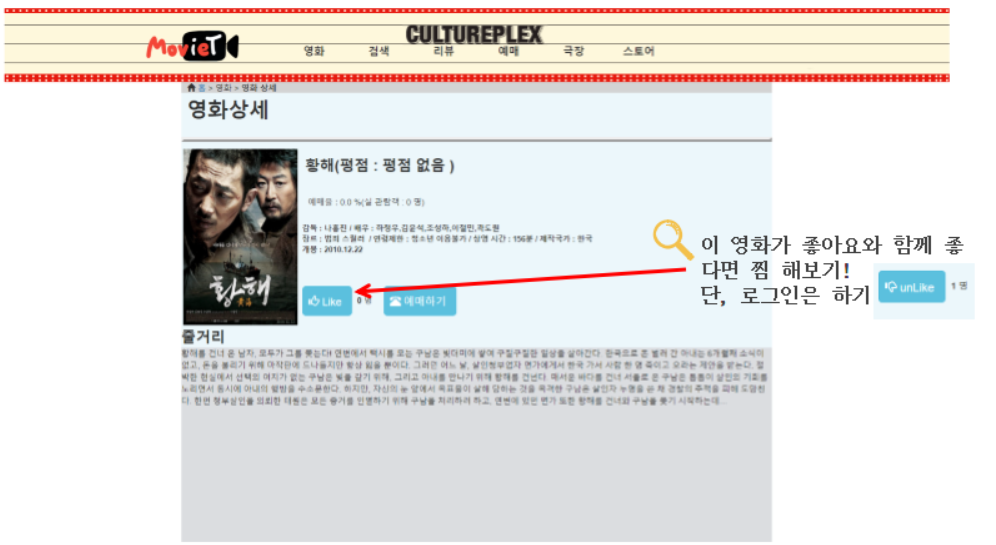 MovieT
CULTUREPLEX
영화 검색 리뷰 예매 극장 스토어
홈 > 영화 > 영화 상세
영화상세
황해(평점 : 평점 없음 )
예매율 : 0.0 %(실 관람객 : 0 명)
감독 : 나홍진 / 배우 : 하정우,김윤석,조성하,이철민,곽도원
장르 : 범죄 스릴러 / 연령제한 : 청소년 이용불가 / 상영 시간 : 156분 / 제작국가 : 한국
개봉 : 2010.12.22
황해
Like 0 명 예매하기
이 영화가 좋아요와 함께 좋
다면 찜 해보기!
단, 로그인은 하기
unLike 1 명
줄거리
황해를 건너 온 남자, 모두가 그를 쫓는다! 연변에서 택시를 모는 구남은 빚더미에 쌓여 구질구질한 일상을 살아간다. 한국으로 돈 벌러 간 아내는 6개월째 소식이
없고, 돈을 불리기 위해 마작판에 드나들지만 항상 잃을 뿐이다. 그러던 어느 날, 살인청부업자 면가에게서 한국 가서 사람 한 명 죽이고 오라는 제안을 받는다. 절
박한 현실에서 선택의 여지가 없는 구남은 빚을 갚기 위해, 그리고 아내를 만나기 위해 황해를 건넌다. 매서운 바다를 건너 서울로 온 구남은 틈틈이 살인의 기회를
노리면서 동시에 아내의 행방을 수소문한다. 하지만, 자신의 눈 앞에서 목표물이 살해 당하는 것을 목격한 구남은 살인자 누명을 쓴 채 경찰의 추적을 피해 도망친
다. 한편 청부살인을 의뢰한 태원은 모든 증거를 인멸하기 위해 구남을 처리하려 하고, 연변에 있던 면가 또한 황해를 건너와 구남을 쫓기 시작하는데...